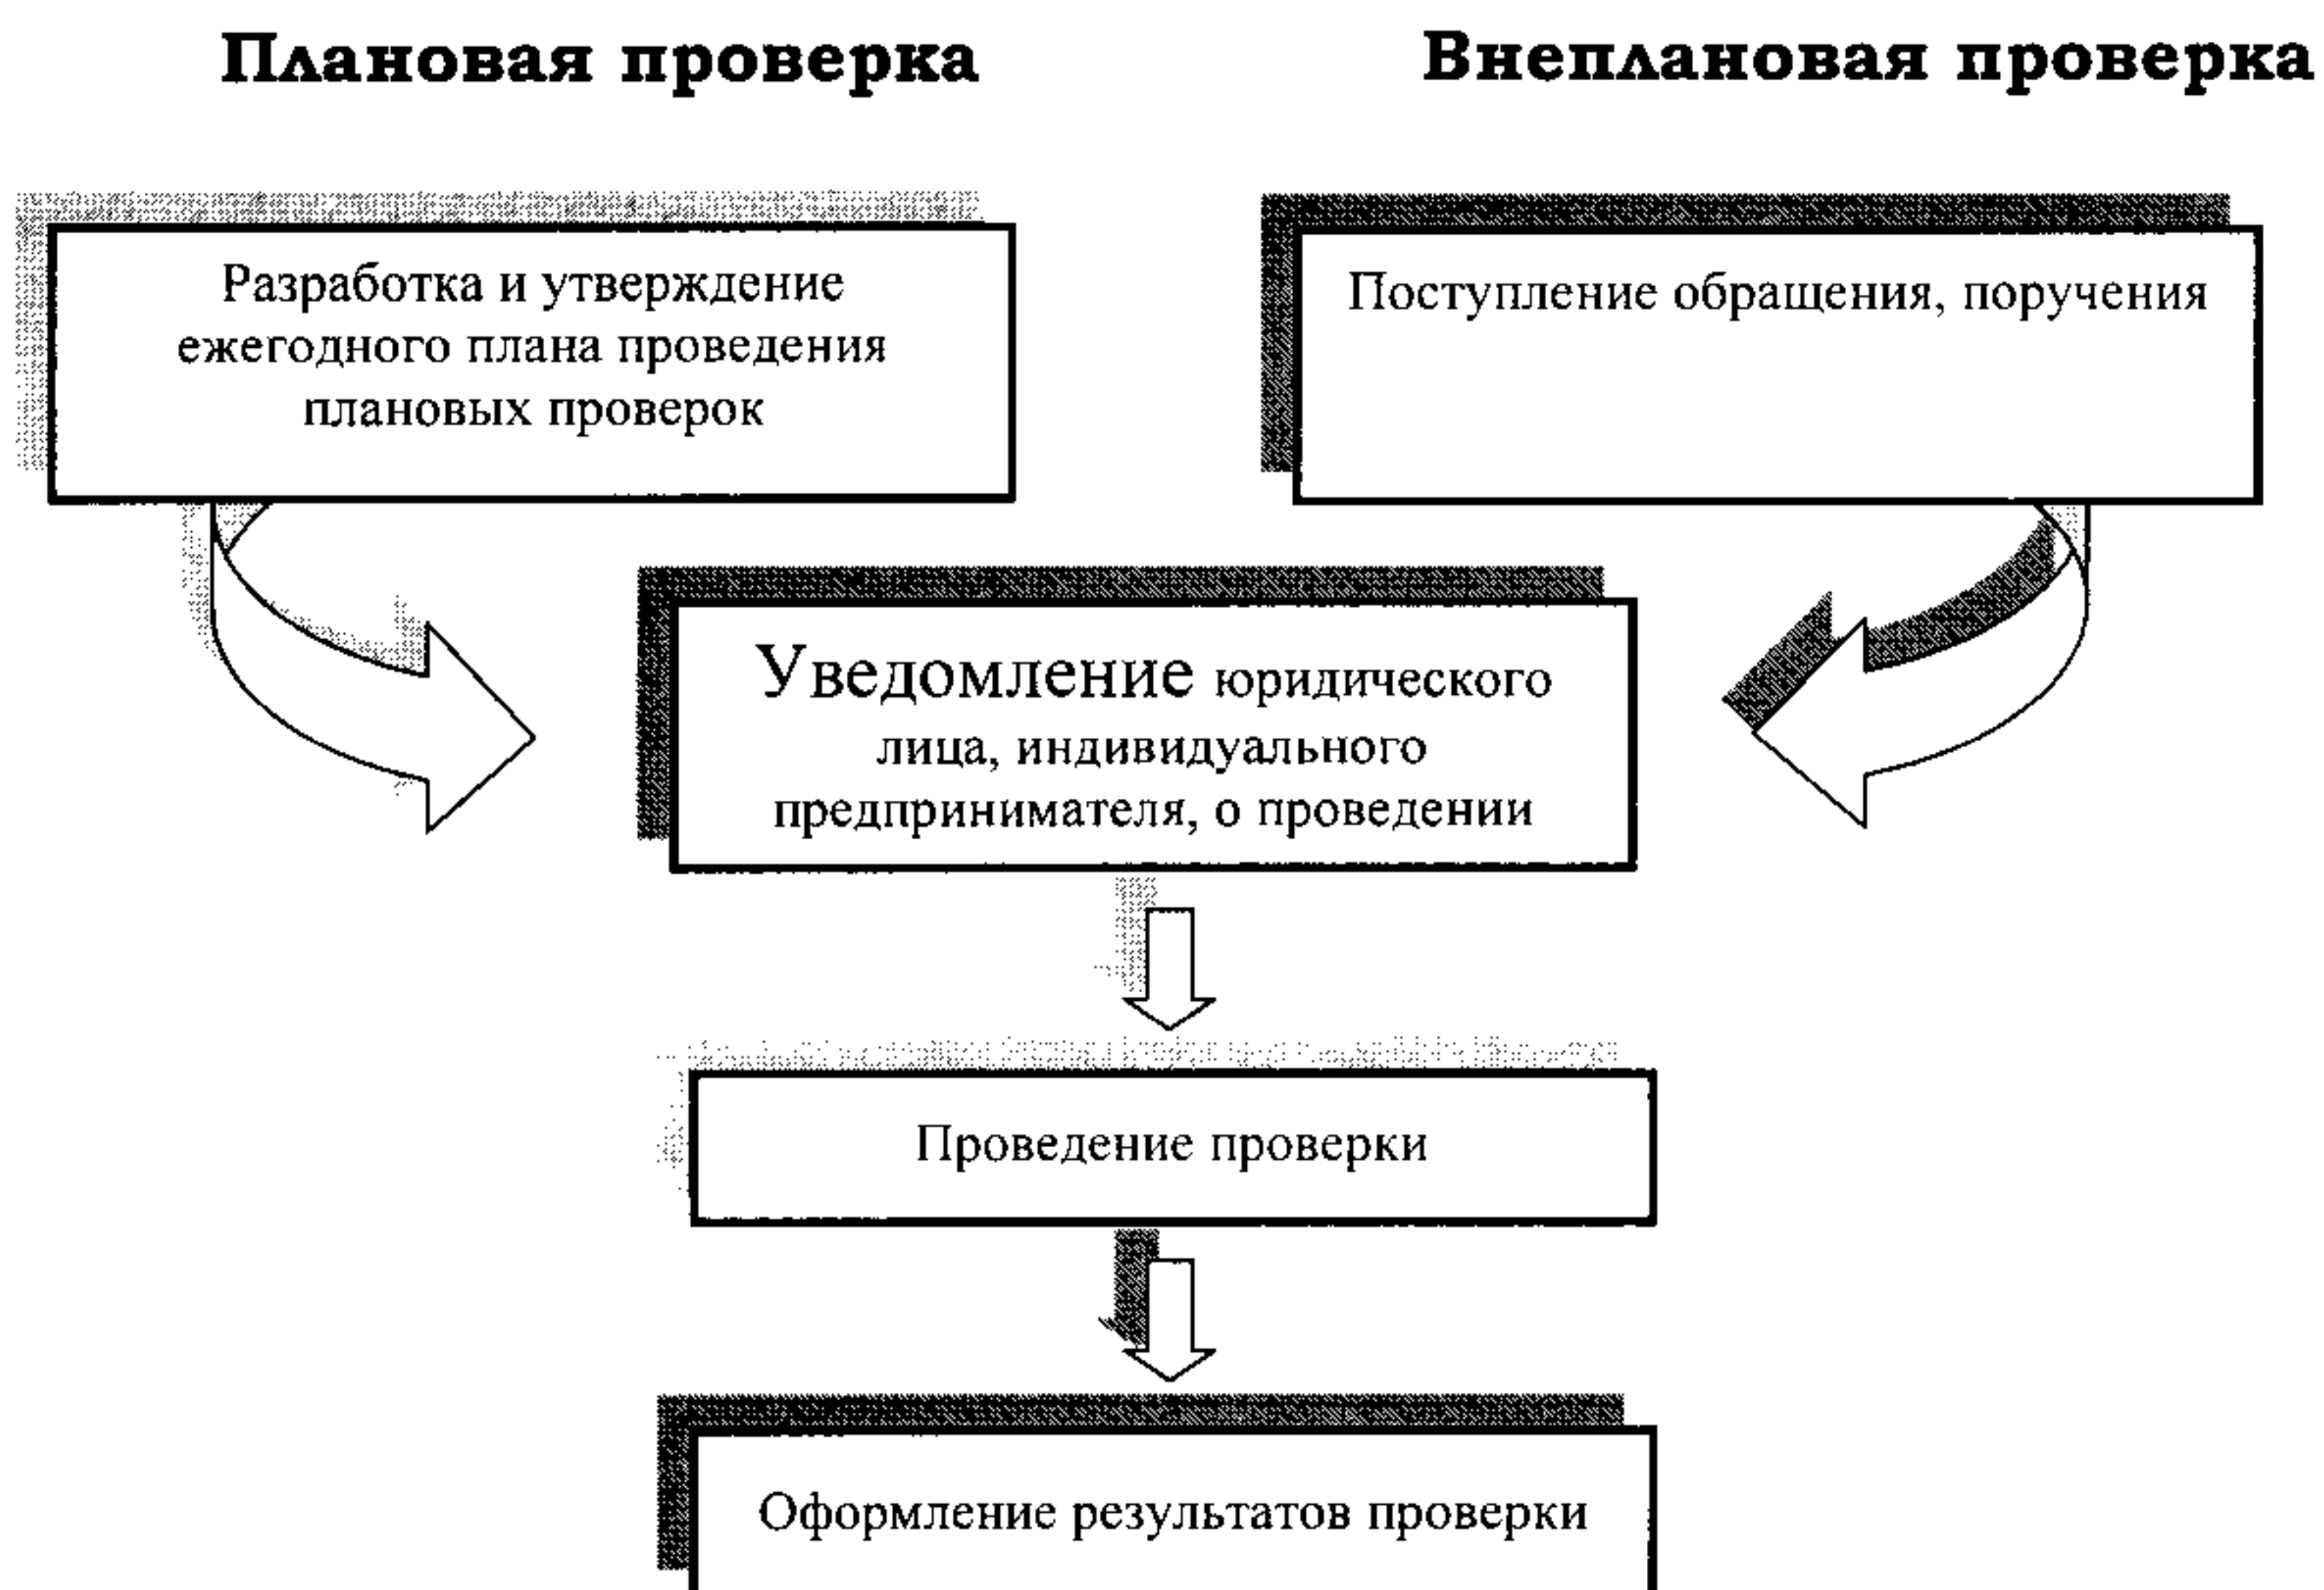 Плановая проверка
Внеплановая проверка
Разработка и утверждение
ежегодного плана проведения
плановых проверок
Поступление обращения, поручения
Уведомление юридического
лица, индивидуального
предпринимателя, о проведении
Проведение проверки
Оформление результатов проверки